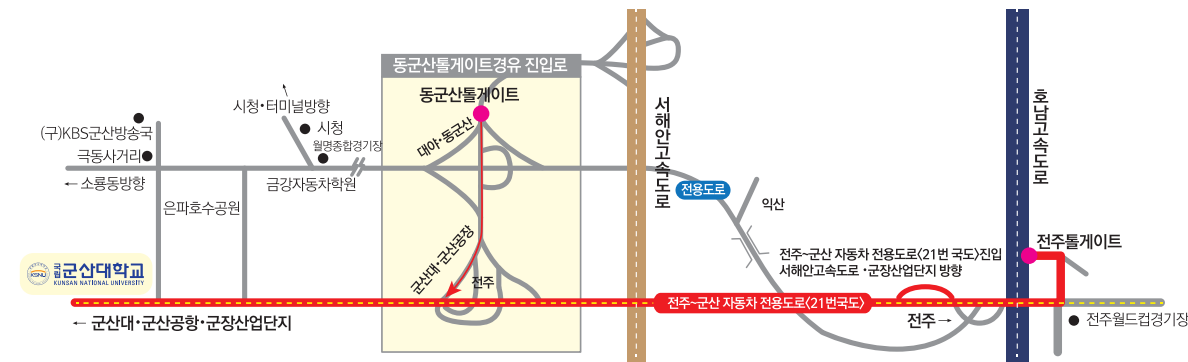 동군산톨게이트경유 진입로
동군산톨게이트
시청·터미널방향
시청
(구)KBS군산방송국
월명종합경기장
극동사거리
대야·동군산
←소룡동방향
금강자동차학원
은파호수공원
서해안고속도로
호남고속도로
전용도로
익산
전주톨게이트
전주~군산 자동차 전용도로<21번 국도>진입
서해안고속도로 ·군장산업단지 방향
군산대·군산공장
전주
KSNU
국립군산대학교
KUNSAN NATIONAL UNIVERSITY
전주~군산 자동차 전용도로<21번국도>
← 군산대·군산공항·군장산업단지
전주→
전주월드컵경기장